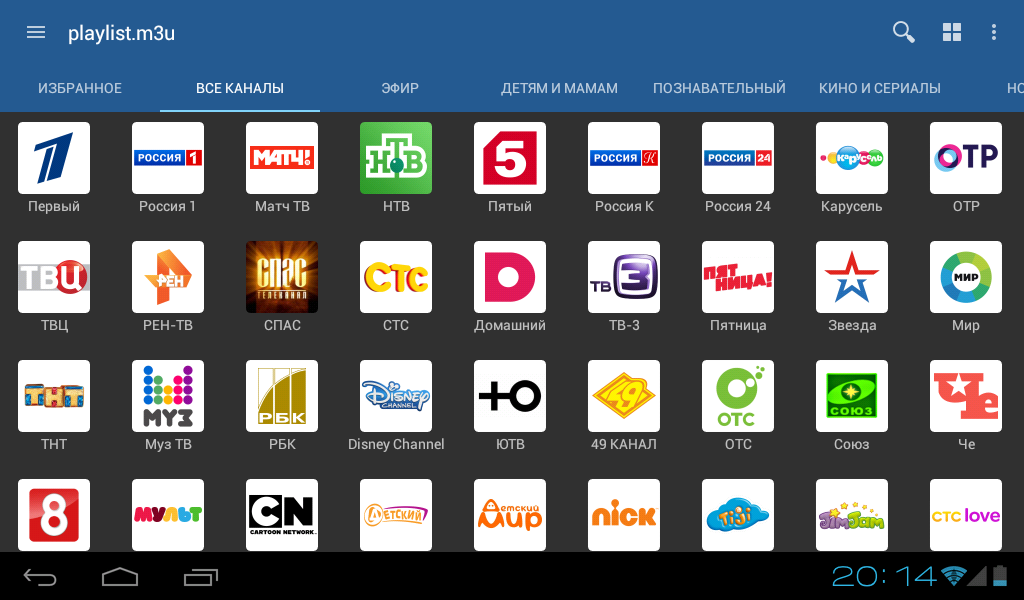 playlist.m3u
ИЗБРАННОЕ ВСЕ КАНАЛЫ ЭФИР ДЕТЯМ И МАМАМ ПОЗНАВАТЕЛЬНЫЙ КИНО И СЕРИАЛЫ НО
1 РОССИЯ 1 МАТЧ! НТВ 5 РОССИЯ К РОССИЯ 24 Карусель ОТР
Первый Россия 1 Матч ТВ НТВ Пятый Россия К Россия 24 Карусель ОТР
ТВЦ РЕН СПАС ТЕЛЕКАНАЛ СТС D ТВ 3 ПЯТНИЦА! МИР
ТВЦ РЕН-ТВ СПАС СТС Домашний ТВ-3 Пятница Звезда Мир
ТНТ МУЗ РБК Disney CHANNEL Ю 49 ОТС СОЮЗ Че
ТНТ Муз ТВ РБК Disney Channel ЮТВ 49 КАНАЛ ОТС Союз Че
8 МУЛЬТ CN CARTOON NETWORK Детский Детский Мир nick TiJi JimJam СТС love
20:14